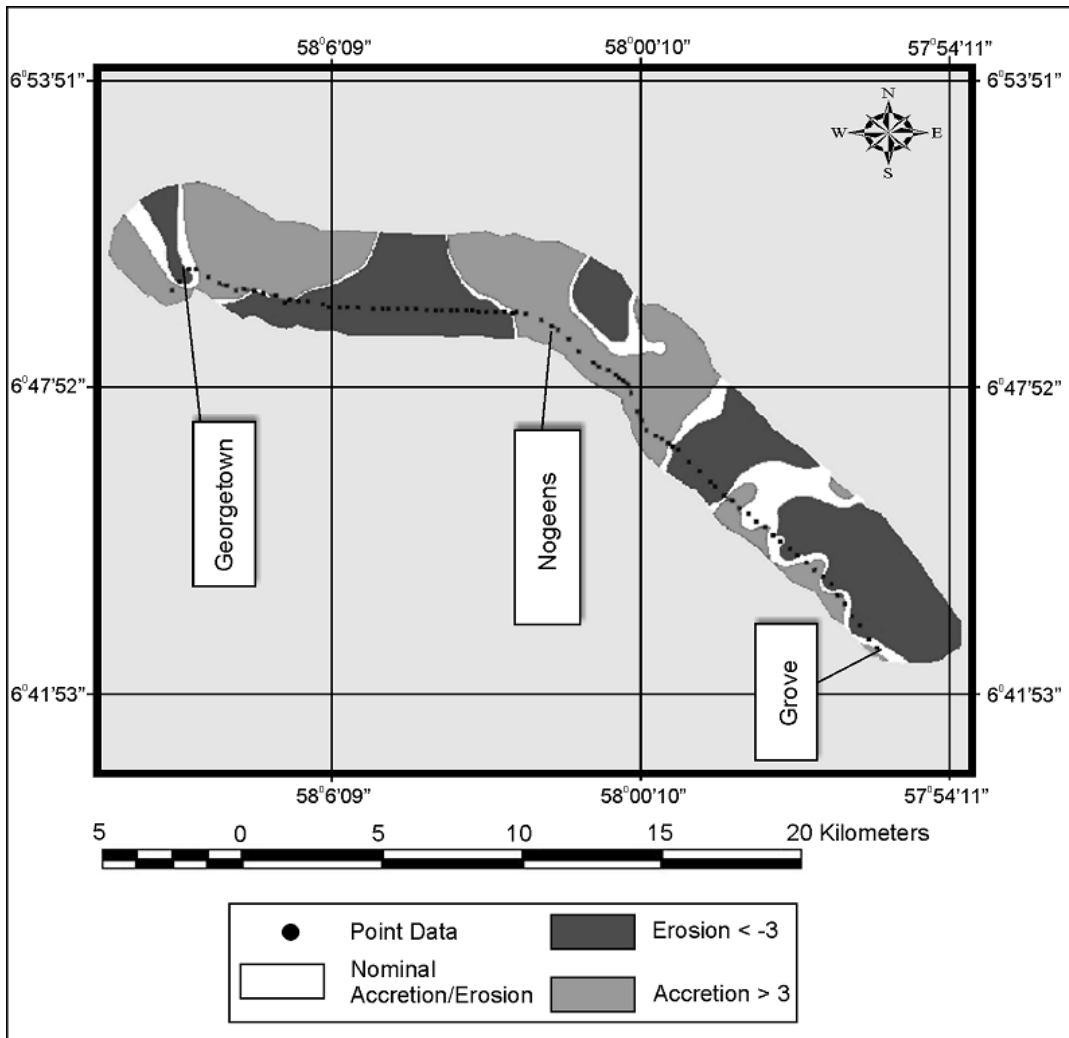 58⁰6'09” 58⁰00'10” 57⁰54'11”
6⁰53'51” 6⁰53'51”
N
W E
S
6⁰47'52” 6⁰47'52”
Georgetown
Nogeens
Grove
6⁰41'53” 6⁰41'53”
58⁰6'09” 58⁰00'10” 57⁰54'11”
5 0 5 10 15 20 Kilometers
Point Data
Erosion < -3
Nominal
Accretion/Erosion
Accretion > 3